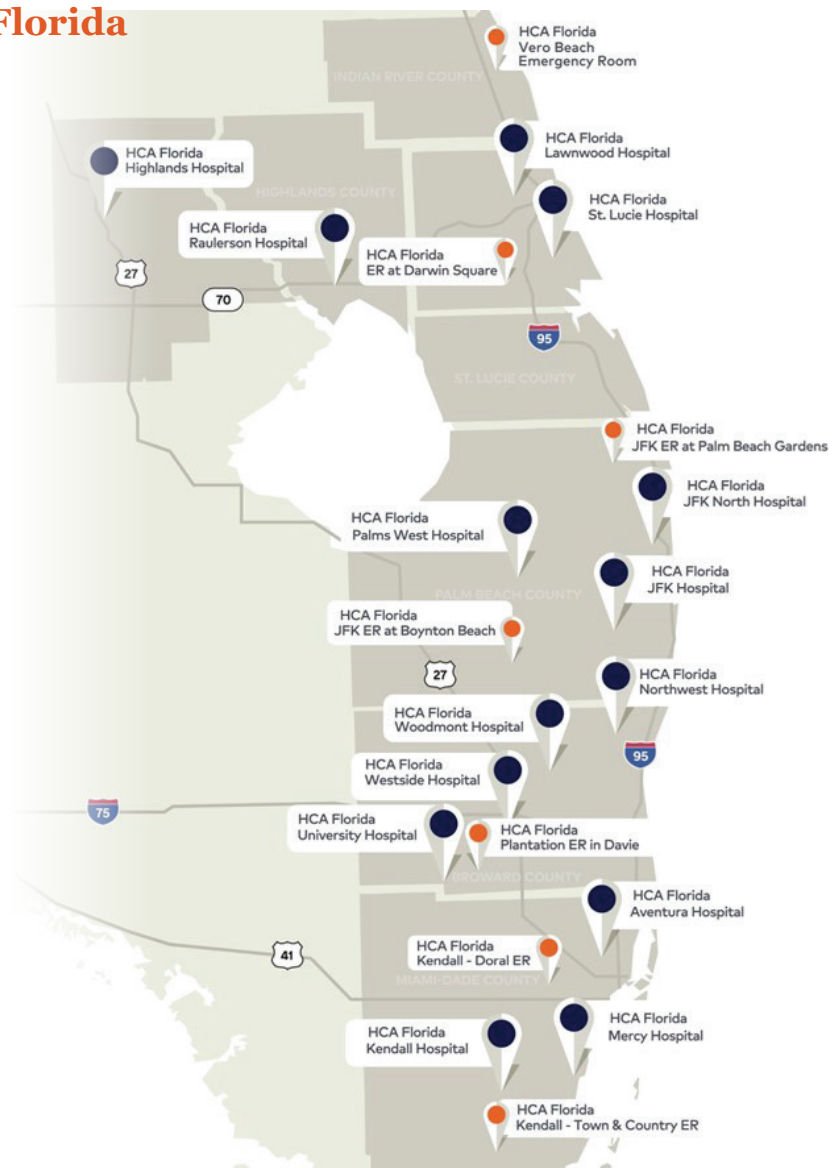 Florida
HCA Florida
Vero Beach
Emergency Room
INDIAN RIVER COUNTY
HCA Florida
Lawnwood Hospital
HCA Florida
Highlands Hospital
HIGHLANDS COUNTY
HCA Florida
St. Lucie Hospital
HCA Florida
Raulerson Hospital
HCA Florida
ER at Darwin Square
27
70
95
ST. LUCIE COUNTY
HCA Florida
JFK ER at Palm Beach Gardens
HCA Florida
JFK North Hospital
HCA Florida
Palms West Hospital
HCA Florida
JFK Hospital
PALM BEACH COUNTY
HCA Florida
JFK ER at Boynton Beach
27
HCA Florida
Northwest Hospital
HCA Florida
Woodmont Hospital
95
HCA Florida
Westside Hospital
75
HCA Florida
University Hospital
HCA Florida
Plantation ER in Davie
BROWARD COUNTY
HCA Florida
Aventura Hospital
41
HCA Florida
Kendall - Doral ER
MIAMI-DADE COUNTY
HCA Florida
Mercy Hospital
HCA Florida
Kendall Hospital
HCA Florida
Kendall - Town & Country ER